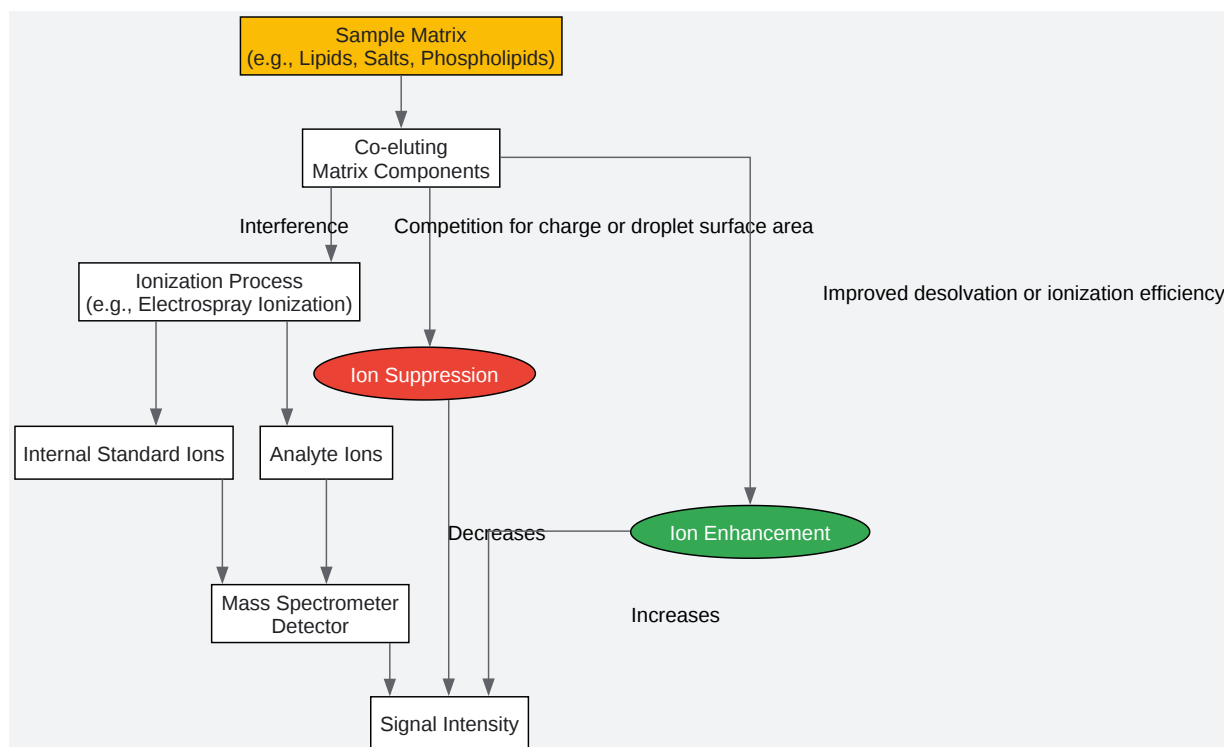 Sample Matrix
(e.g., Lipids, Salts, Phospholipids)
Co-eluting
Matrix Components
Interference
Competition for charge or droplet surface area
Ionization Process
(e.g., Electrospray Ionization)
Improved desolvation or ionization efficiency
Ion Suppression
Internal Standard Ions
Analyte Ions
Decreases
Ion Enhancement
Mass Spectrometer
Detector
Increases
Signal Intensity